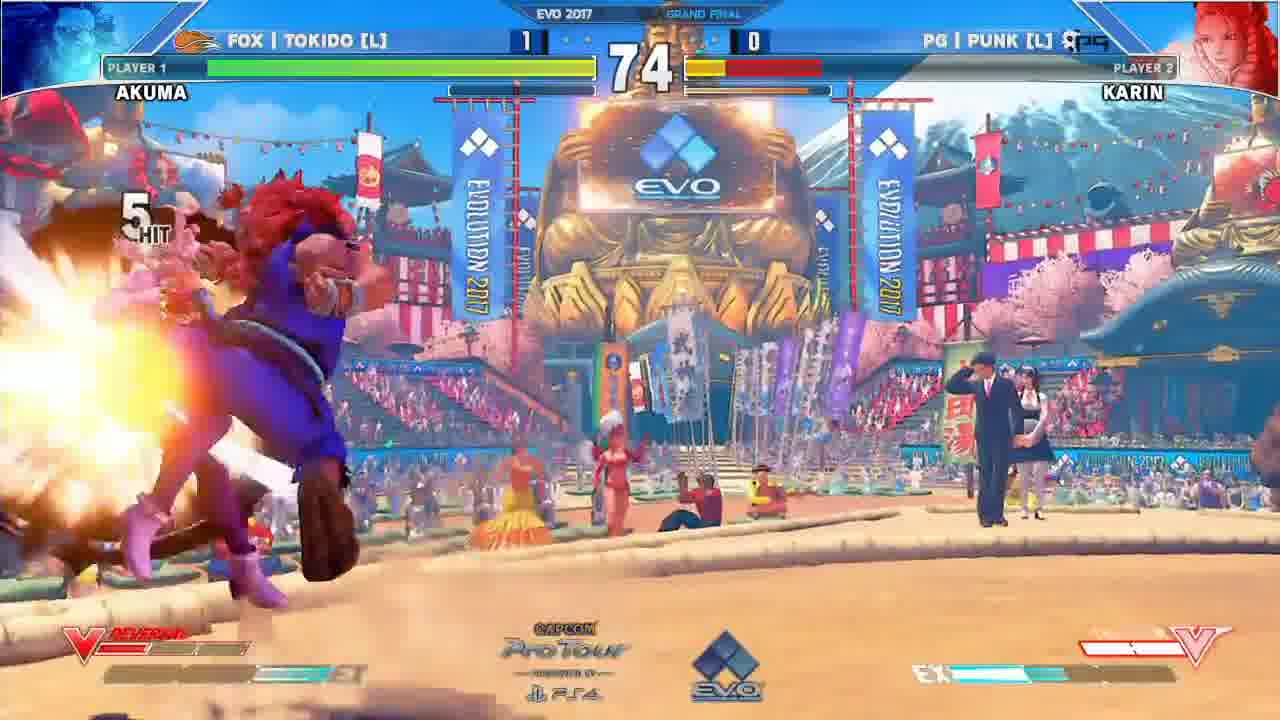 EVO 2017
GRAND FINAL
FOX | TOKIDO [L]
1
74
0
PG | PUNK [L]
PLAYER 1
PLAYER 2
AKUMA
KARIN
EVO
5
HIT
EVOLUTION 2017
EVOLUTION 2017
REVERSAL
V
V
EX
EX
CAPCOM
Pro Tour
PS4
EVO